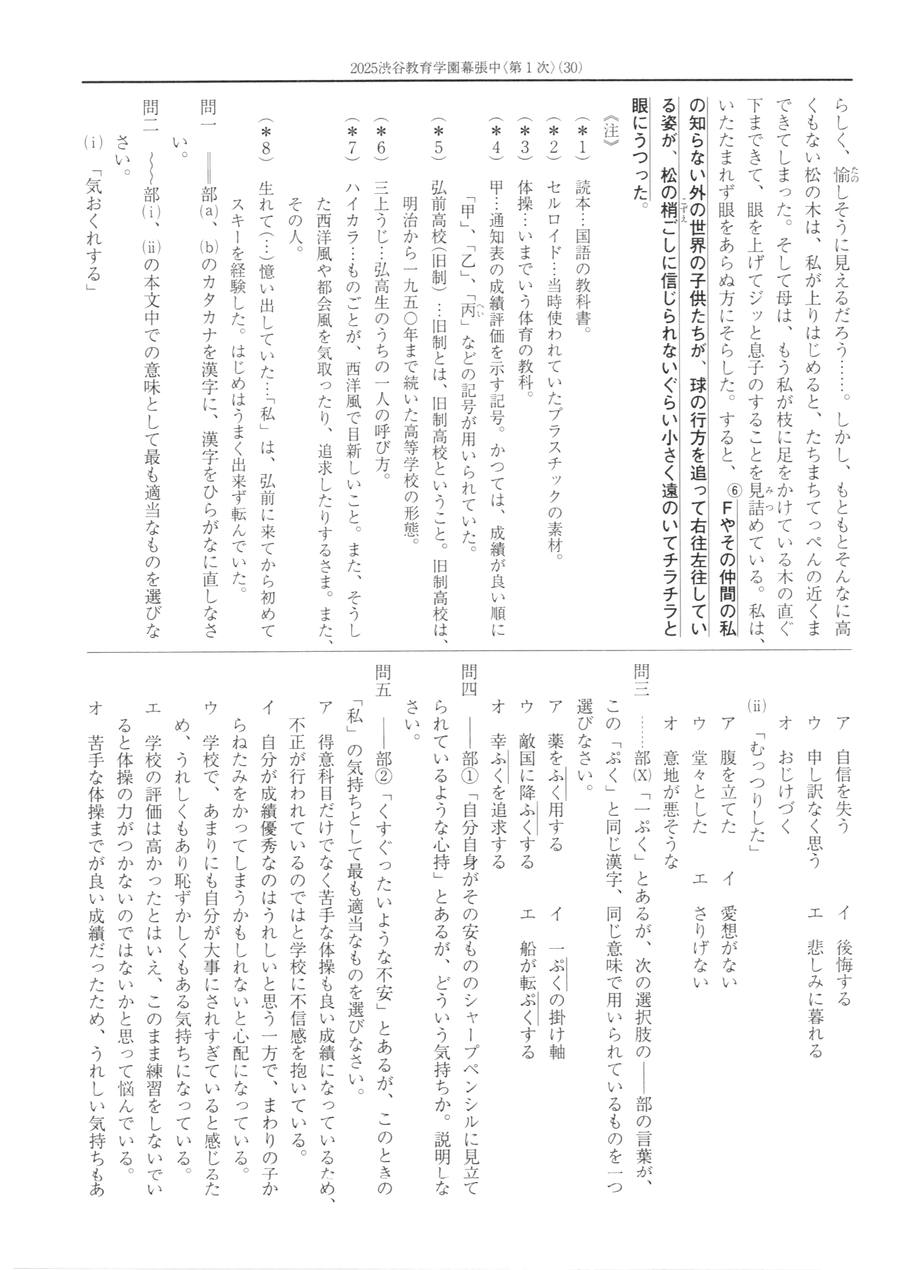 2025渋谷教育学園幕張中〈第1次〉(30)
らしく、愉しそうに見えるだろう……。しかし、もともとそんなに高
くもない松の木は、私が上りはじめると、たちまちてっぺんの近くま
できてしまった。そして母は、もう私が枝に足をかけている木の直ぐ
下まできて、眼を上げてジッと息子のすることを見詰めている。私は、
いたたまれず眼をあらぬ方にそらした。すると、⑥Fやその仲間の私
の知らない外の世界の子供たちが、球の行方を追って右往左往してい
る姿が、松の梢ごしに信じられないぐらい小さく遠のいてチラチラと
眼にうつった。
《注》
(*1) 読本…国語の教科書。
(*2) セルロイド…当時使われていたプラスチックの素材。
(*3) 体操…いまでいう体育の教科。
(*4) 甲…通知表の成績評価を示す記号。かつては、成績が良い順に
「甲」、「乙」、「丙」などの記号が用いられていた。
(*5) 弘前高校(旧制)…旧制とは、旧制高校ということ。旧制高校は、
明治から一九五〇年まで続いた高等学校の形態。
(*6) 三上うじ…弘高生のうちの一人の呼び方。
(*7) ハイカラ…ものごとが、西洋風で目新しいこと。また、そうし
た西洋風や都会風を気取ったり、追求したりするさま。また、
その人。
(*8) 生れて(…)憶い出していた…「私」は、弘前に来てから初めて
スキーを経験した。はじめはうまく出来ず転んでいた。
問一 ══部(a)、(b)のカタカナを漢字に、漢字をひらがなに直しなさ
い。
問二 〜〜部(i)、(ii)の本文中での意味として最も適当なものを選びな
さい。
(i) 「気おくれする」
ア 自信を失う イ 後悔する
ウ 申し訳なく思う エ 悲しみに暮れる
オ おじけづく
(ii) 「むっつりした」
ア 腹を立てた イ 愛想がない
ウ 堂々とした エ さりげない
オ 意地が悪そうな
問三 ……部(X)「一ぷく」とあるが、次の選択肢の――部の言葉が、
この「ぷく」と同じ漢字、同じ意味で用いられているものを一つ
選びなさい。
ア 薬をふく用する イ 一ぷくの掛け軸
ウ 敵国に降ふくする エ 船が転ぷくする
オ 幸ふくを追求する
問四 ――部①「自分自身がその安もののシャープペンシルに見立て
られているような心持」とあるが、どういう気持ちか。説明しな
さい。
問五 ――部②「くすぐったいような不安」とあるが、このときの
「私」の気持ちとして最も適当なものを選びなさい。
ア 得意科目だけでなく苦手な体操も良い成績になっているため、
不正が行われているのではと学校に不信感を抱いている。
イ 自分が成績優秀なのはうれしいと思う一方で、まわりの子か
らねたみをかってしまうかもしれないと心配になっている。
ウ 学校で、あまりにも自分が大事にされすぎていると感じるた
め、うれしくもあり恥ずかしくもある気持ちになっている。
エ 学校の評価は高かったとはいえ、このまま練習をしないでい
ると体操の力がつかないのではないかと思って悩んでいる。
オ 苦手な体操までが良い成績だったため、うれしい気持ちもあ